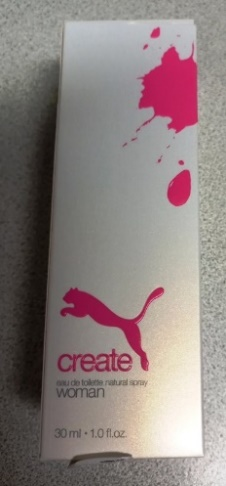 create
eau de toilette natural spray
woman
30 ml • 1.0 fl.oz.